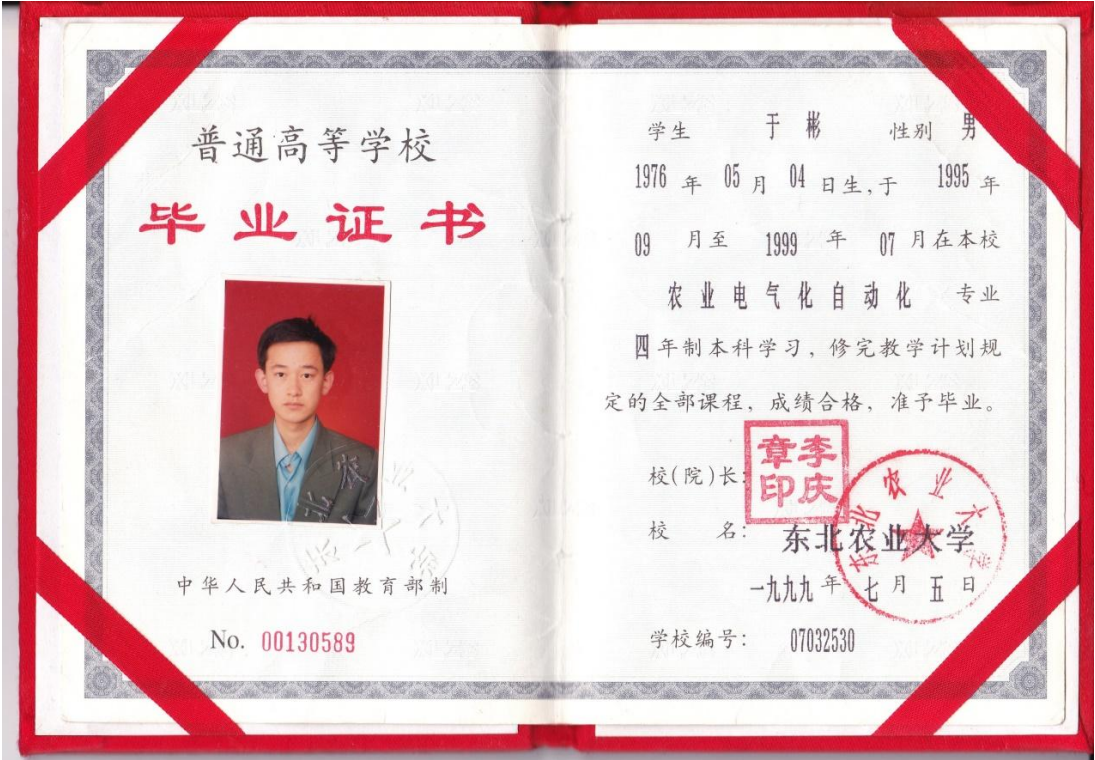 普通高等学校
毕业证书
中华人民共和国教育部制
No. 00130589
学生 于彬 性别 男
1976 年 05 月 04 日生,于 1995 年
09 月至 1999 年 07 月在本校
农业电气化自动化 专业
四年制本科学习，修完教学计划规
定的全部课程，成绩合格，准予毕业。
校(院)长:
李庆章印
校 名: 东北农业大学
东北农业大学
一九九九年七月五日
学校编号: 07032530